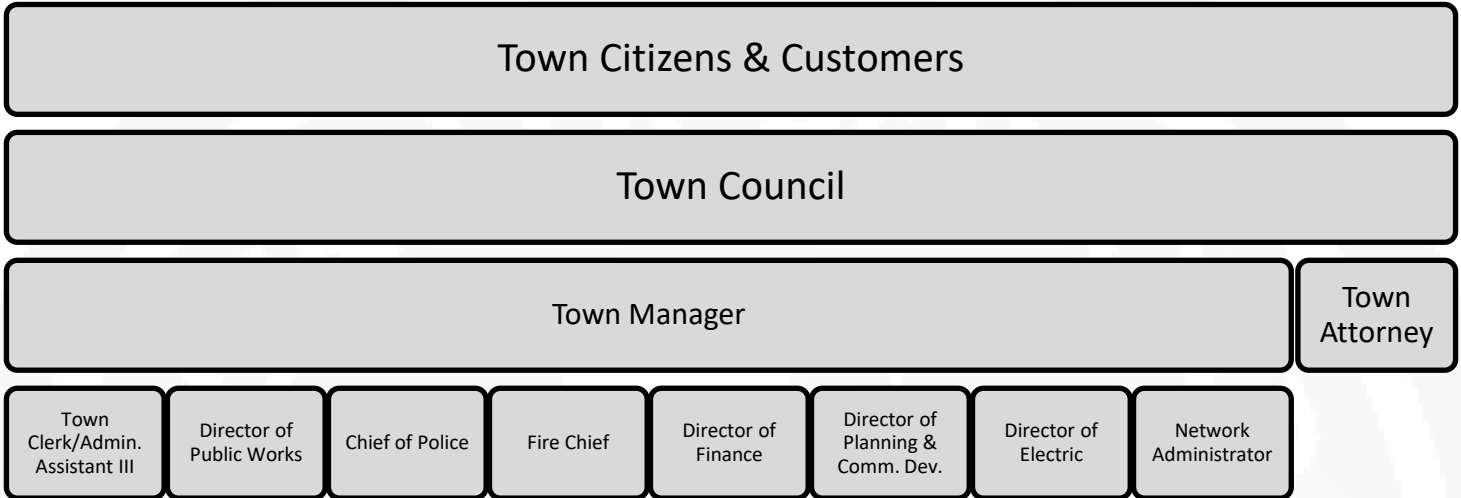 Town Citizens & Customers
Town Council
Town Manager
Town
Attorney
Town
Clerk/Admin.
Assistant III
Director of
Public Works
Chief of Police
Fire Chief
Director of
Finance
Director of
Planning &
Comm. Dev.
Director of
Electric
Network
Administrator